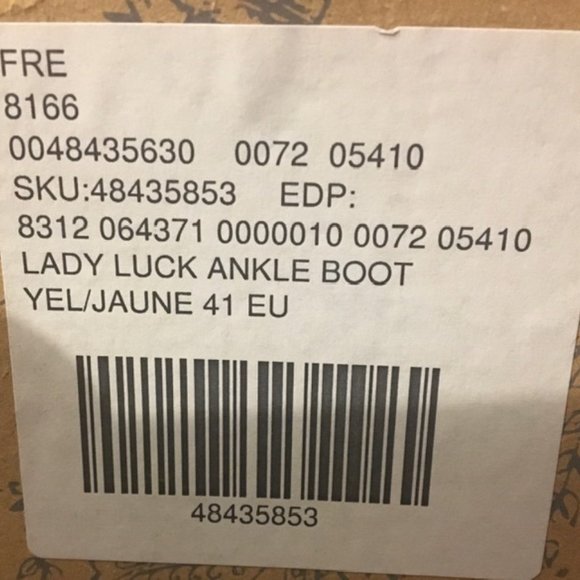 FRE
8166
0048435630 0072 05410
SKU:48435853 EDP:
8312 064371 0000010 0072 05410
LADY LUCK ANKLE BOOT
YEL/JAUNE 41 EU
48435853